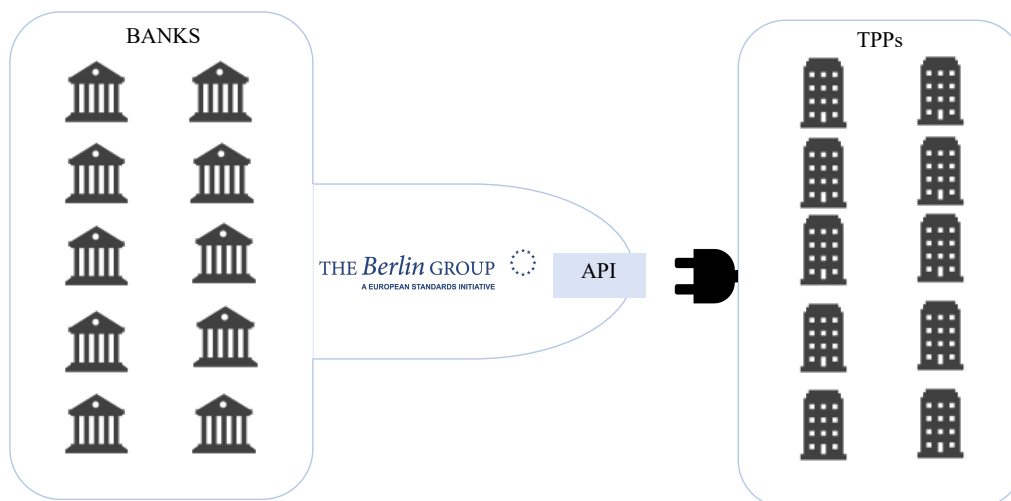 BANKS
TPPs
THE Berlin GROUP
A EUROPEAN STANDARDS INITIATIVE
API